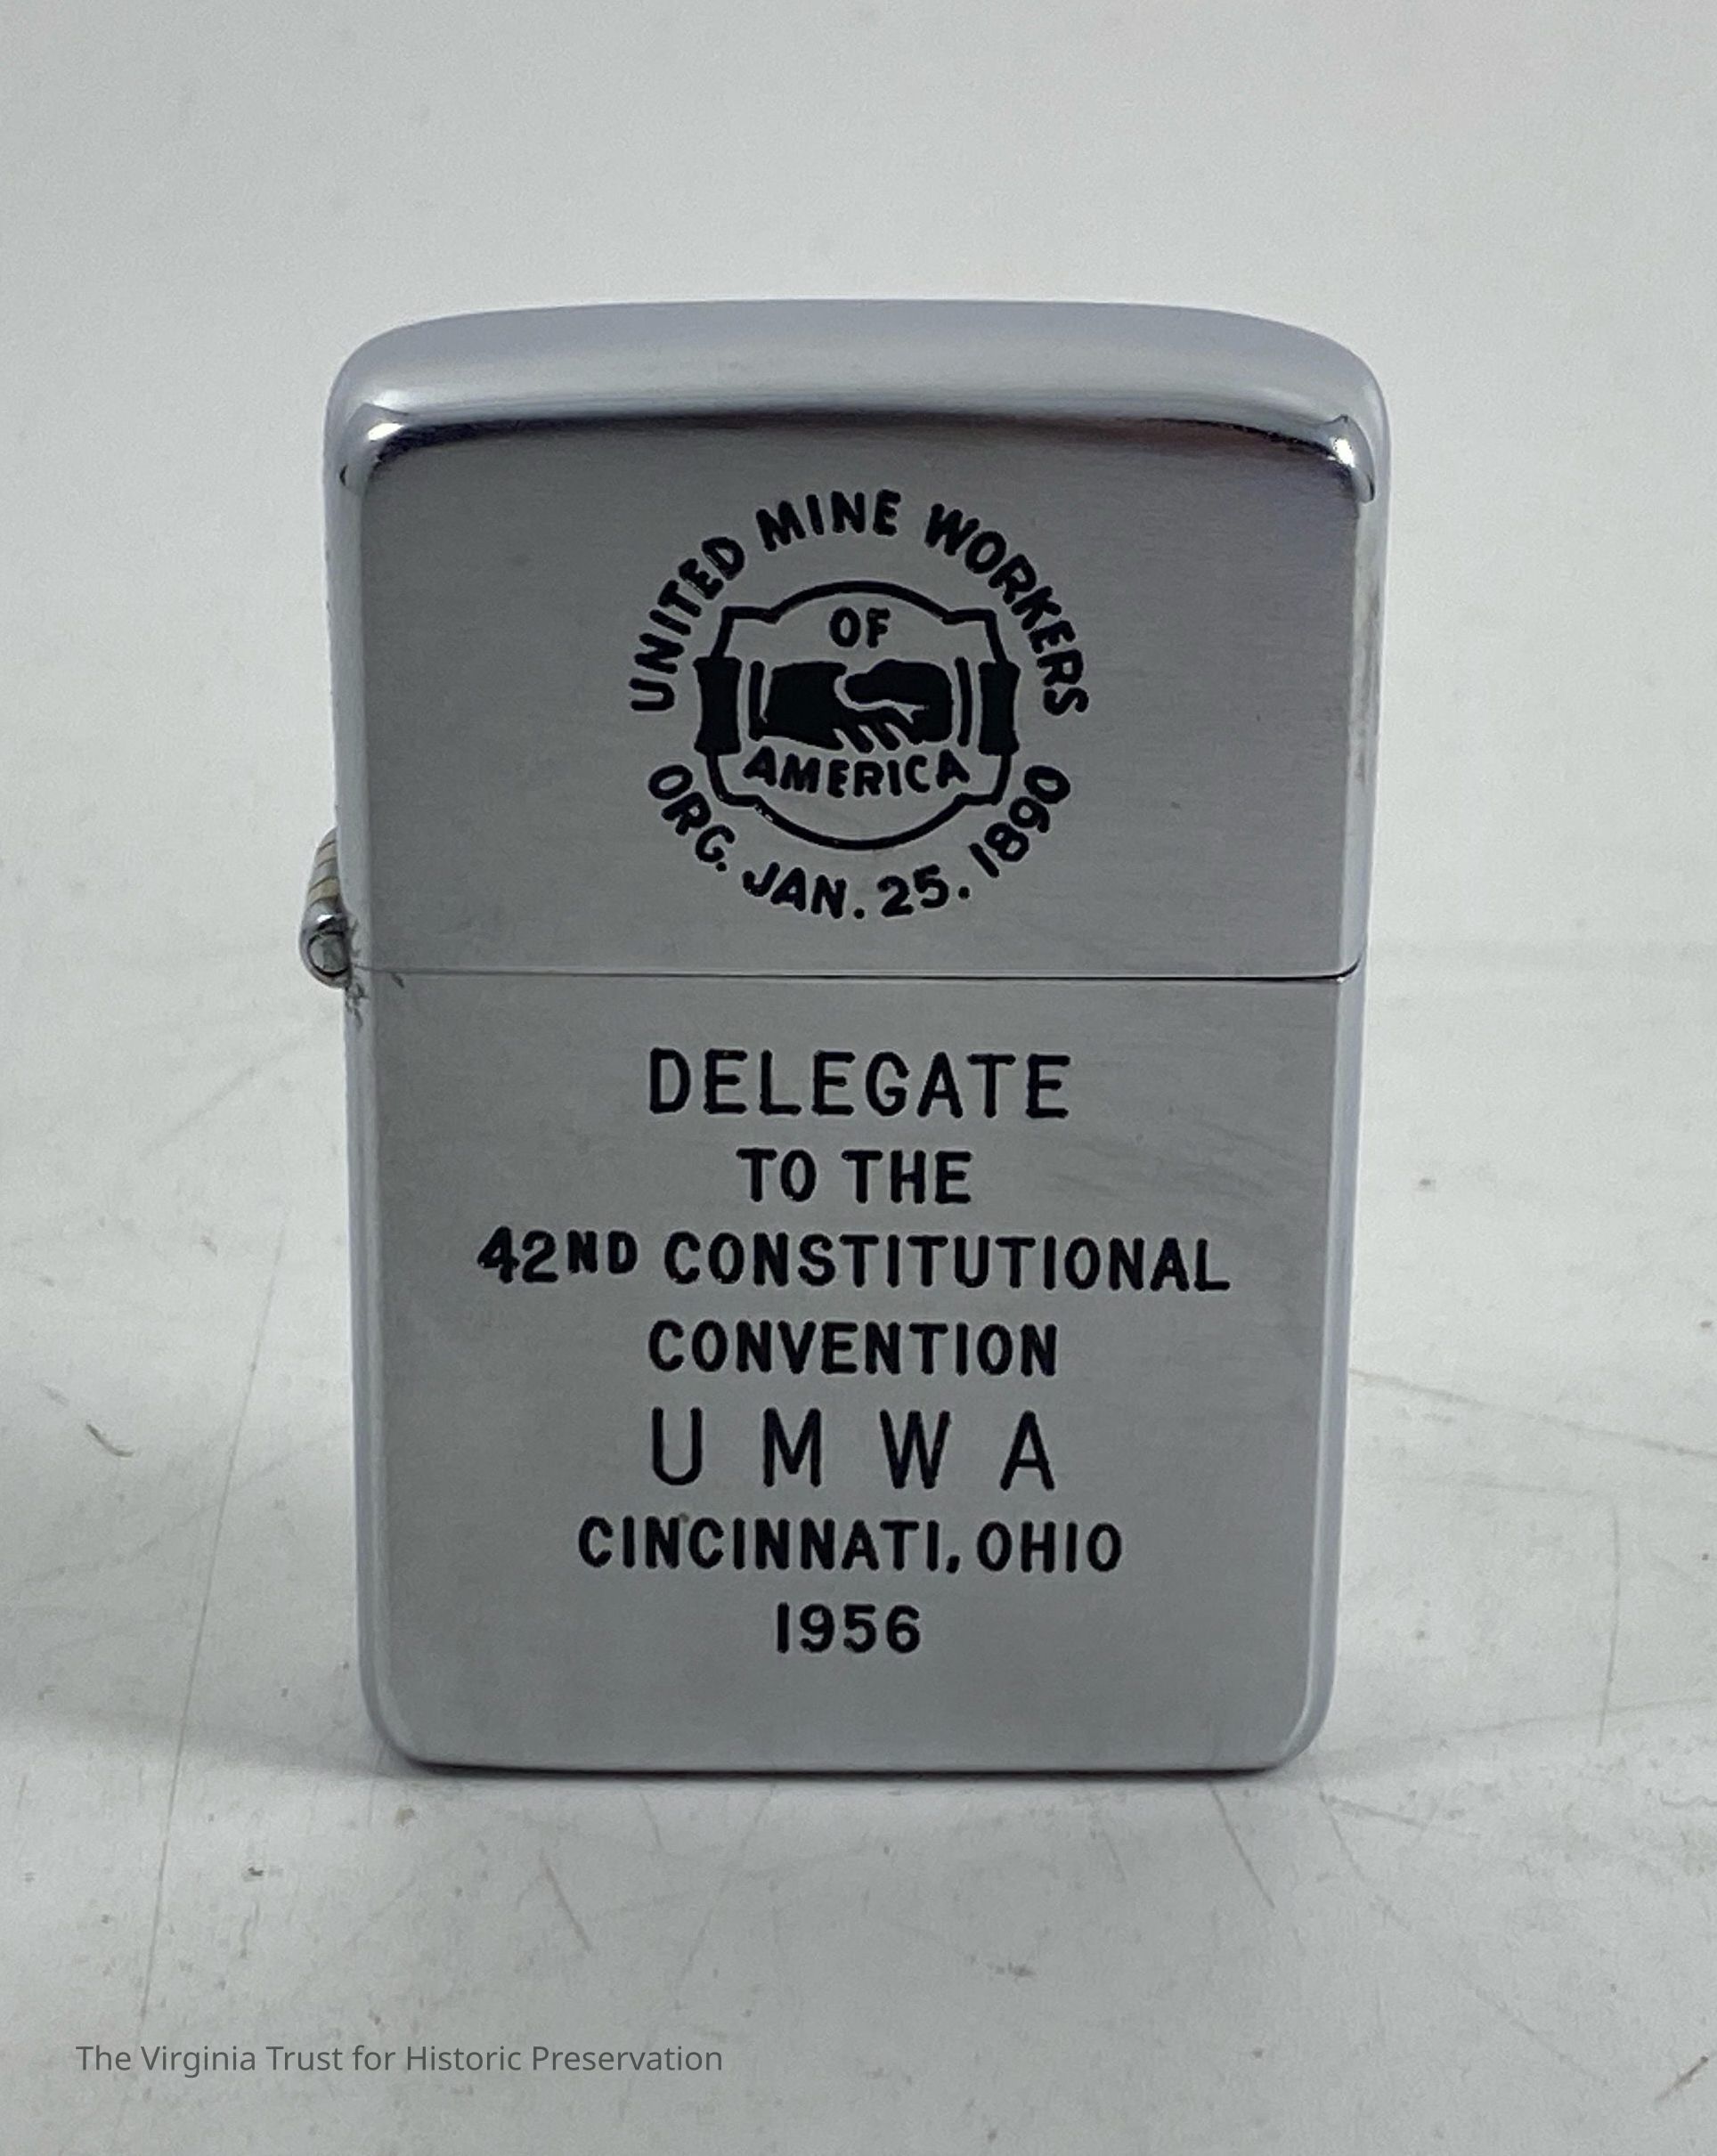 UNITED MINE WORKERS
OF
AMERICA
ORG. JAN. 25. 1890
DELEGATE
TO THE
42ND CONSTITUTIONAL
CONVENTION
U M W A
CINCINNATI, OHIO
1956
The Virginia Trust for Historic Preservation